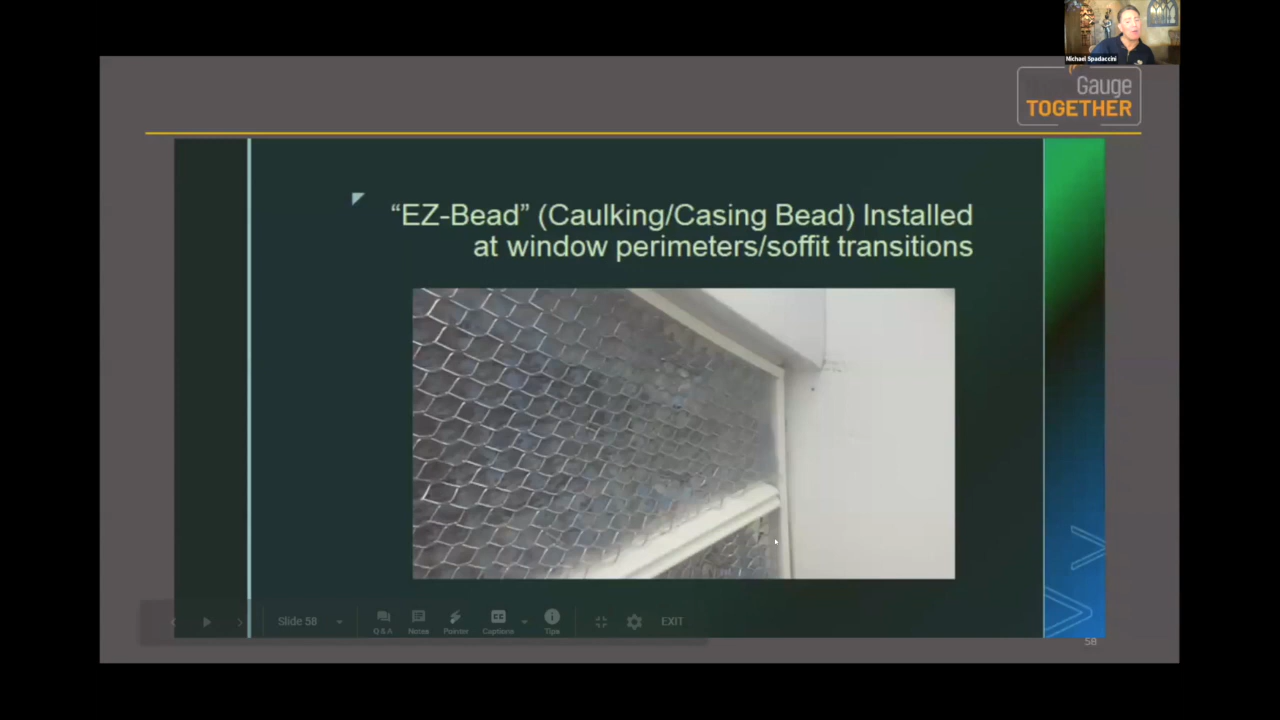 Michael Spadaccini
Gauge
TOGETHER
“EZ-Bead” (Caulking/Casing Bead) Installed
at window perimeters/soffit transitions
Slide 58
Q & A
Notes
Pointer
CC
Captions
Tips
EXIT
58